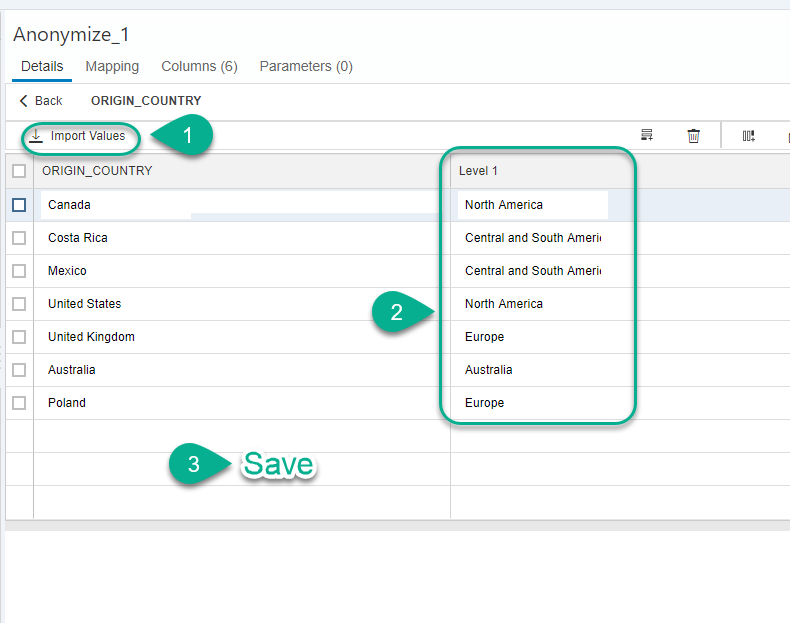 Anonymize_1
Details Mapping Columns (6) Parameters (0)
Back ORIGIN_COUNTRY
Import Values 1
ORIGIN_COUNTRY Level 1
Canada North America
Costa Rica Central and South Ameri
Mexico Central and South Ameri
United States North America
2
United Kingdom Europe
Australia Australia
Poland Europe
3 Save